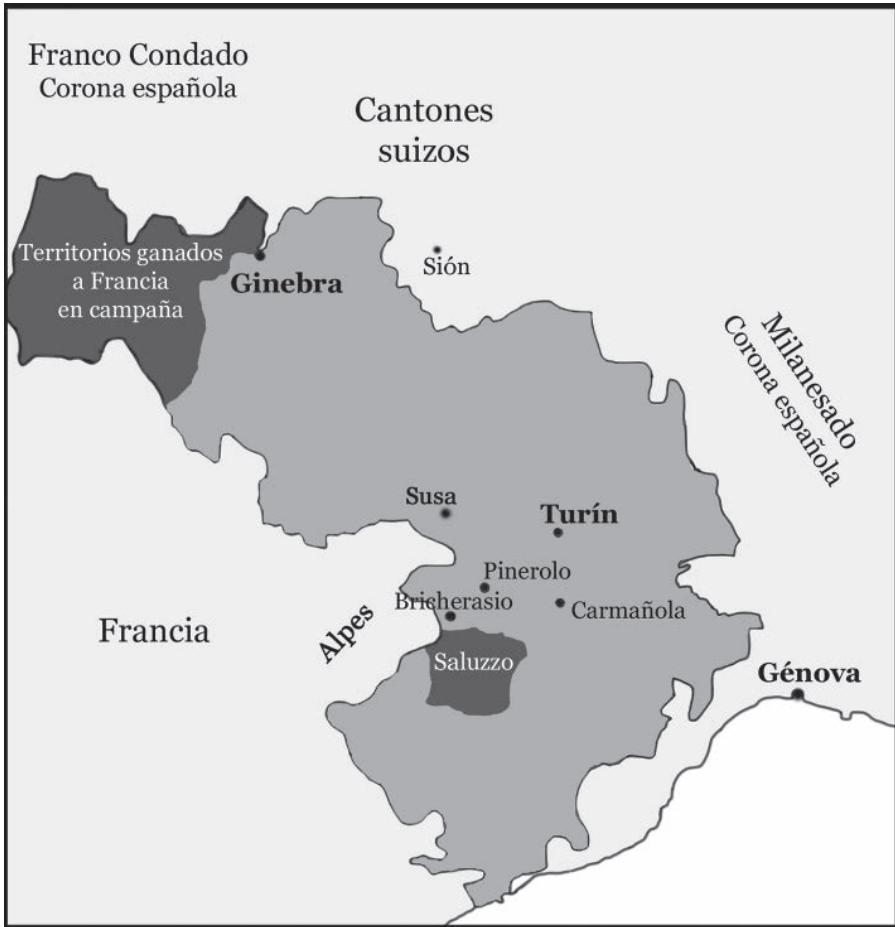 Franco Condado
Corona española
Cantones
suizos
Territorios ganados
a Francia
en campaña
Ginebra
Sión
Milanesado
Corona española
Susa
Turín
Pinerolo
Bricherasio
Carmañola
Francia
Alpes
Saluzzo
Génova